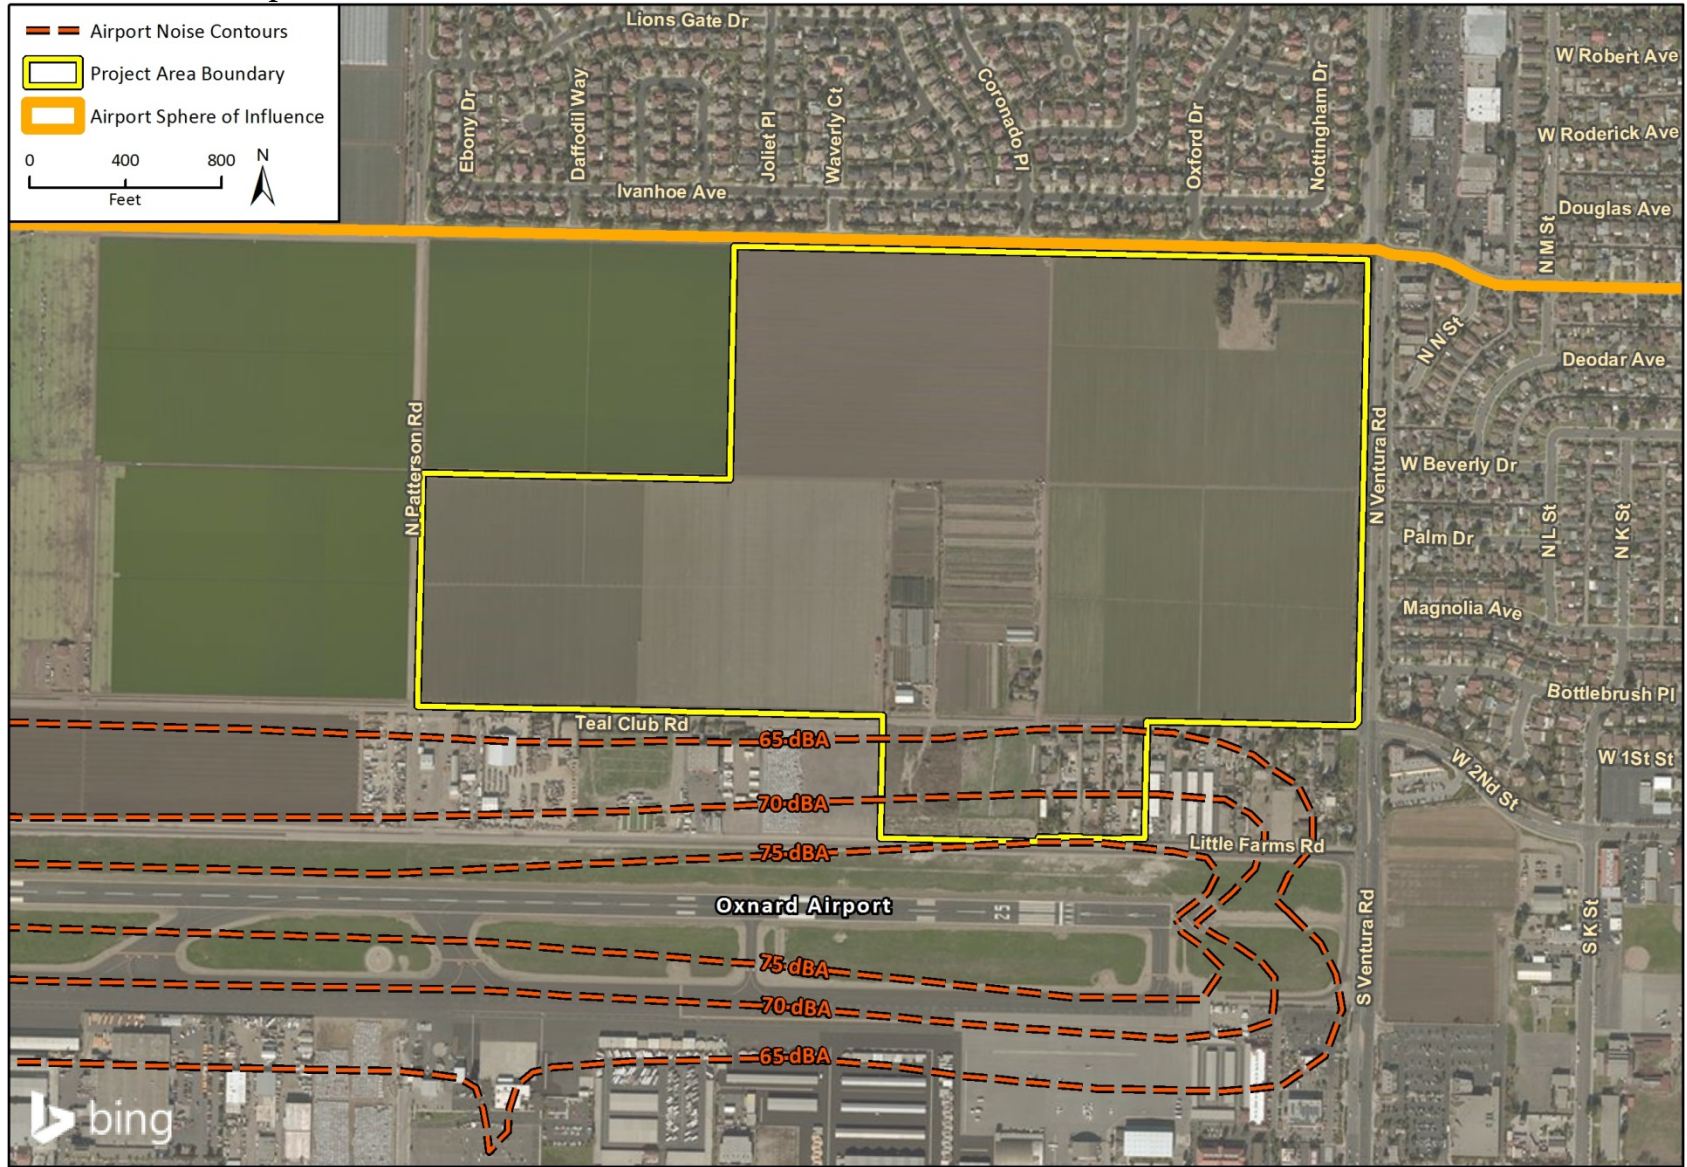 Airport Noise Contours
Project Area Boundary
Airport Sphere of Influence
0 400 800
Feet
N
Lions Gate Dr
Ebony Dr
Daffodil Way
Joliet Pl
Waverly Ct
Coronado Pl
Oxford Dr
Nottingham Dr
Ivanhoe Ave
W Robert Ave
W Roderick Ave
Douglas Ave
N M St
N N St
Deodar Ave
N Patterson Rd
N Ventura Rd
W Beverly Dr
Palm Dr
N L St
N K St
Magnolia Ave
Bottlebrush Pl
Teal Club Rd
65 dBA
W 2Nd St
W 1St St
70 dBA
Little Farms Rd
75 dBA
Oxnard Airport
25
S Ventura Rd
S K St
75 dBA
70 dBA
65 dBA
bing